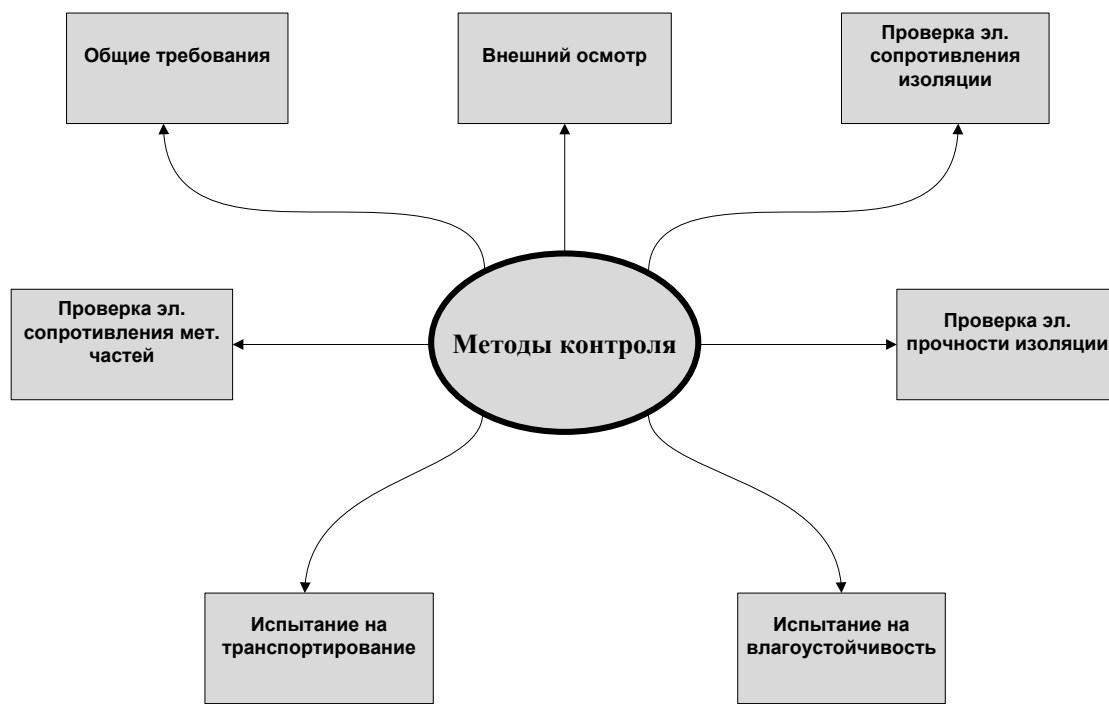 Общие требования
Внешний осмотр
Проверка эл.
сопротивления
изоляции
Проверка эл.
сопротивления мет.
частей
Методы контроля
Проверка эл.
прочности изоляции
Испытание на
транспортирование
Испытание на
влагоустойчивость